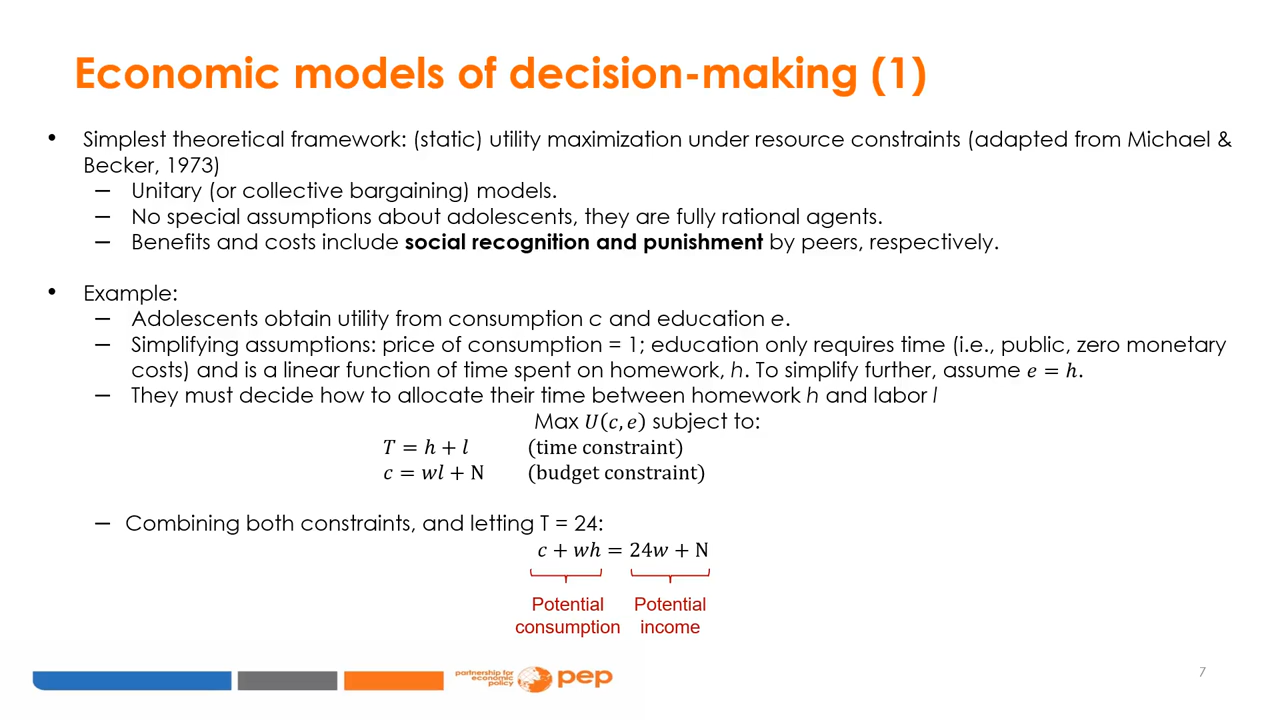 Economic models of decision-making (1)
• Simplest theoretical framework: (static) utility maximization under resource constraints (adapted from Michael &
Becker, 1973)
– Unitary (or collective bargaining) models.
– No special assumptions about adolescents, they are fully rational agents.
– Benefits and costs include social recognition and punishment by peers, respectively.
• Example:
– Adolescents obtain utility from consumption c and education e.
– Simplifying assumptions: price of consumption = 1; education only requires time (i.e., public, zero monetary
costs) and is a linear function of time spent on homework, h. To simplify further, assume e = h.
– They must decide how to allocate their time between homework h and labor l
Max U(c, e) subject to:
T = h + l (time constraint)
c = wl + N (budget constraint)
– Combining both constraints, and letting T = 24:
c + wh = 24w + N
Potential Potential
consumption income
partnership for
economic
policy
pep
7